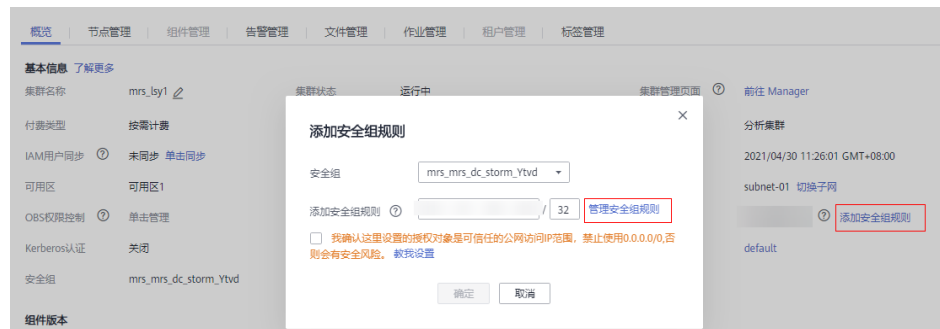 概览 节点管理 组件管理 告警管理 文件管理 作业管理 租户管理 标签管理
基本信息 了解更多
集群名称 mrs_lsy1 集群状态 运行中 集群管理页面 ? 前往 Manager
付费类型 按需计费 分析集群
IAM用户同步 ? 未同步 单击同步 2021/04/30 11:26:01 GMT+08:00
可用区 可用区1 subnet-01 切换子网
OBS权限控制 ? 单击管理 ? 添加安全组规则
Kerberos认证 关闭 default
安全组 mrs_mrs_dc_storm_Ytvd
组件版本
添加安全组规则
安全组 mrs_mrs_dc_storm_Ytvd
添加安全组规则 ? / 32 管理安全组规则
我确认这里设置的授权对象是可信任的公网访问IP范围，禁止使用0.0.0.0/0,否
则会有安全风险。 教我设置
确定 取消